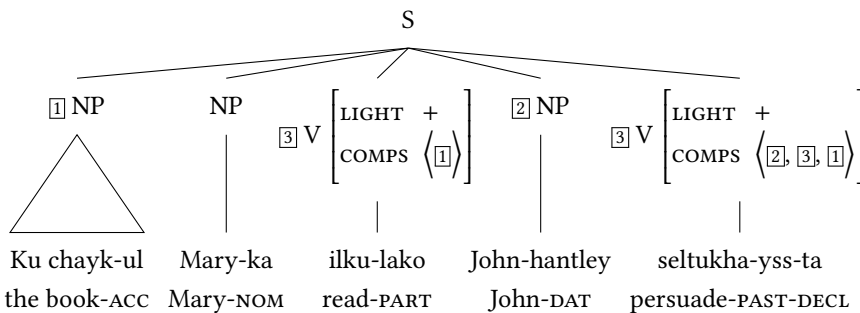 S
1 NP NP 3 V [LIGHT + COMPS ⟨1⟩] 2 NP 3 V [LIGHT + COMPS ⟨2, 3, 1⟩]
Ku chayk-ul Mary-ka ilku-lako John-hantley seltukha-yss-ta
the book-ACC Mary-NOM read-PART John-DAT persuade-PAST-DECL